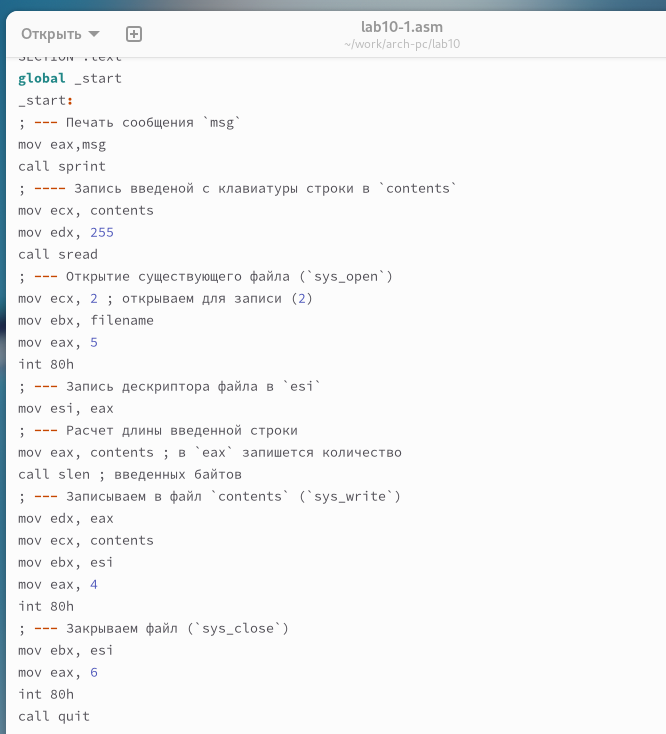 Открыть
lab10-1.asm
~/work/arch-pc/lab10
SECTION .text
global _start
_start:
; --- Печать сообщения `msg`
mov eax,msg
call sprint
; ---- Запись введеной с клавиатуры строки в `contents`
mov ecx, contents
mov edx, 255
call sread
; --- Открытие существующего файла (`sys_open`)
mov ecx, 2 ; открываем для записи (2)
mov ebx, filename
mov eax, 5
int 80h
; --- Запись дескриптора файла в `esi`
mov esi, eax
; --- Расчет длины введенной строки
mov eax, contents ; в `eax` запишется количество
call slen ; введенных байтов
; --- Записываем в файл `contents` (`sys_write`)
mov edx, eax
mov ecx, contents
mov ebx, esi
mov eax, 4
int 80h
; --- Закрываем файл (`sys_close`)
mov ebx, esi
mov eax, 6
int 80h
call quit